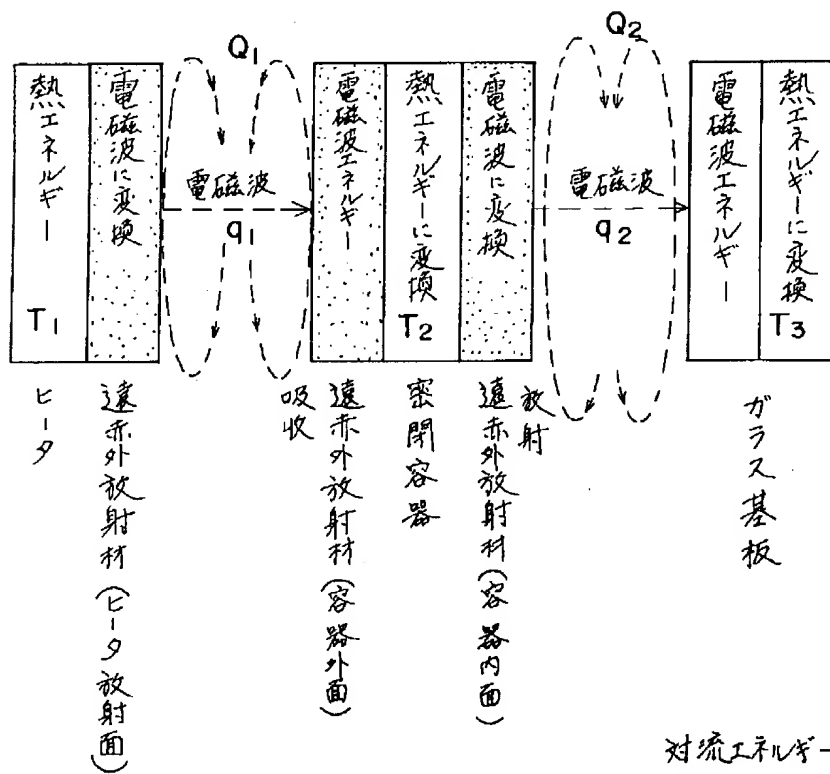 Q1
Q2
熱エネルギー
T1
電磁波に変換
電磁波
q1
電磁波エネルギー
熱エネルギーに変換
T2
電磁波に変換
電磁波
q2
電磁波エネルギー
熱エネルギーに変換
T3
ヒータ
遠赤外放射材(ヒータ放射面)
吸収
遠赤外放射材(容器外面)
密閉容器
遠赤外放射材(容器内面)
放射
ガラス基板
対流エネルギー